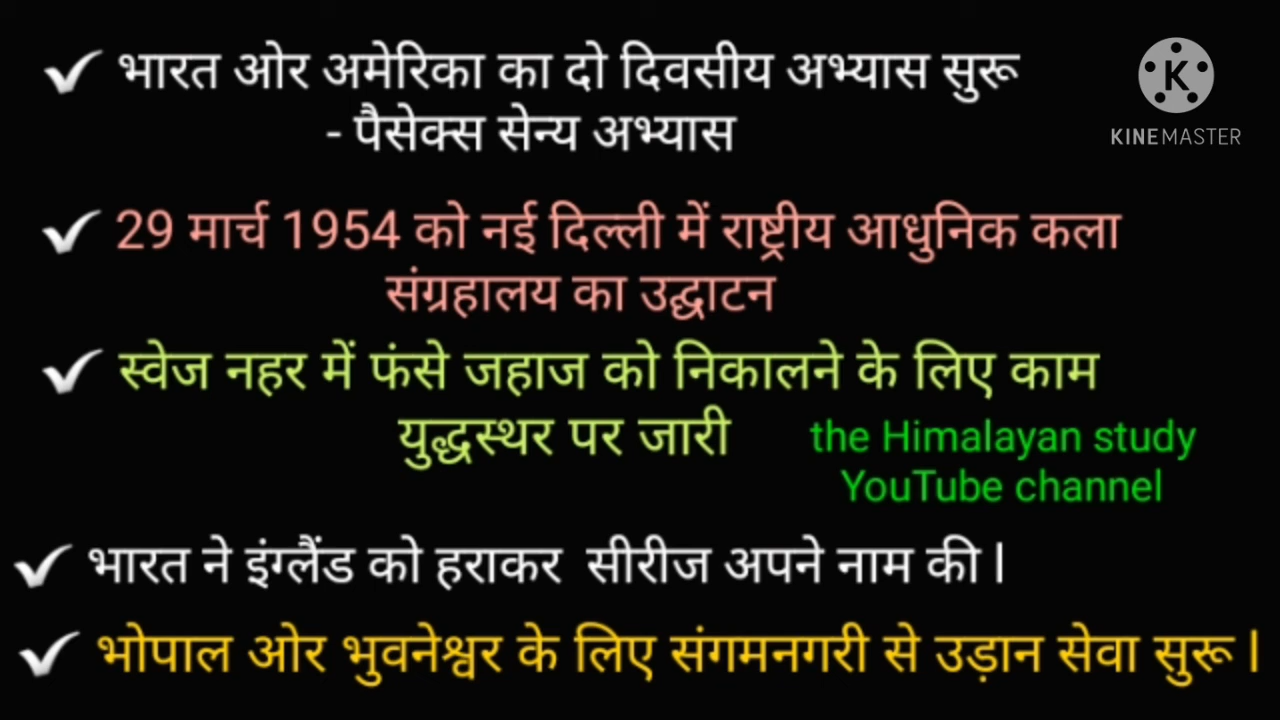 भारत ओर अमेरिका का दो दिवसीय अभ्यास सुरू
- पैसेक्स सेन्य अभ्यास
KINEMASTER
29 मार्च 1954 को नई दिल्ली में राष्ट्रीय आधुनिक कला
संग्रहालय का उद्घाटन
स्वेज नहर में फंसे जहाज को निकालने के लिए काम
युद्धस्थर पर जारी
the Himalayan study
YouTube channel
भारत ने इंग्लैंड को हराकर सीरीज अपने नाम की l
भोपाल ओर भुवनेश्वर के लिए संगमनगरी से उड़ान सेवा सुरू l